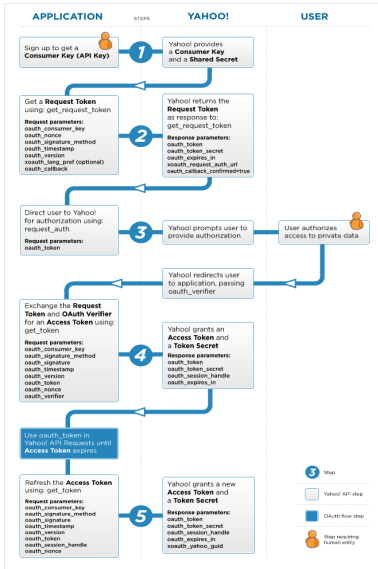 APPLICATION
STEPS
YAHOO!
USER
Sign up to get a
Consumer Key (API Key)
1
Yahoo! provides
a Consumer Key
and a Shared Secret
Get a Request Token
using: get_request_token
Request parameters:
oauth_consumer_key
oauth_nonce
oauth_signature_method
oauth_timestamp
oauth_version
xoauth_lang_pref (optional)
oauth_callback
2
Yahoo! returns the
Request Token
as response to:
get_request_token
Response parameters:
oauth_token
oauth_token_secret
oauth_expires_in
xoauth_request_auth_url
oauth_callback_confirmed=true
Direct user to Yahoo!
for authorization using:
request_auth
Request parameters:
oauth_token
3
Yahoo! prompts user to
provide authorization
User authorizes
access to private data
Yahoo! redirects user
to application, passing
oauth_verifier
Exchange the Request
Token and OAuth Verifier
for an Access Token using:
get_token
Request parameters:
oauth_consumer_key
oauth_signature_method
oauth_signature
oauth_timestamp
oauth_version
oauth_token
oauth_nonce
oauth_verifier
4
Yahoo! grants an
Access Token and
a Token Secret
Response parameters:
oauth_token
oauth_token_secret
oauth_session_handle
oauth_expires_in
Use oauth_token in
Yahoo! API Requests until
Access Token expires
Refresh the Access Token
using: get_token
Request parameters:
oauth_consumer_key
oauth_signature_method
oauth_signature
oauth_timestamp
oauth_version
oauth_token
oauth_session_handle
oauth_nonce
5
Yahoo! grants a new
Access Token and
a Token Secret
Response parameters:
oauth_token
oauth_token_secret
oauth_session_handle
oauth_expires_in
xoauth_yahoo_guid
3
Step
Yahoo! API step
OAuth flow step
Step requiring
human entry